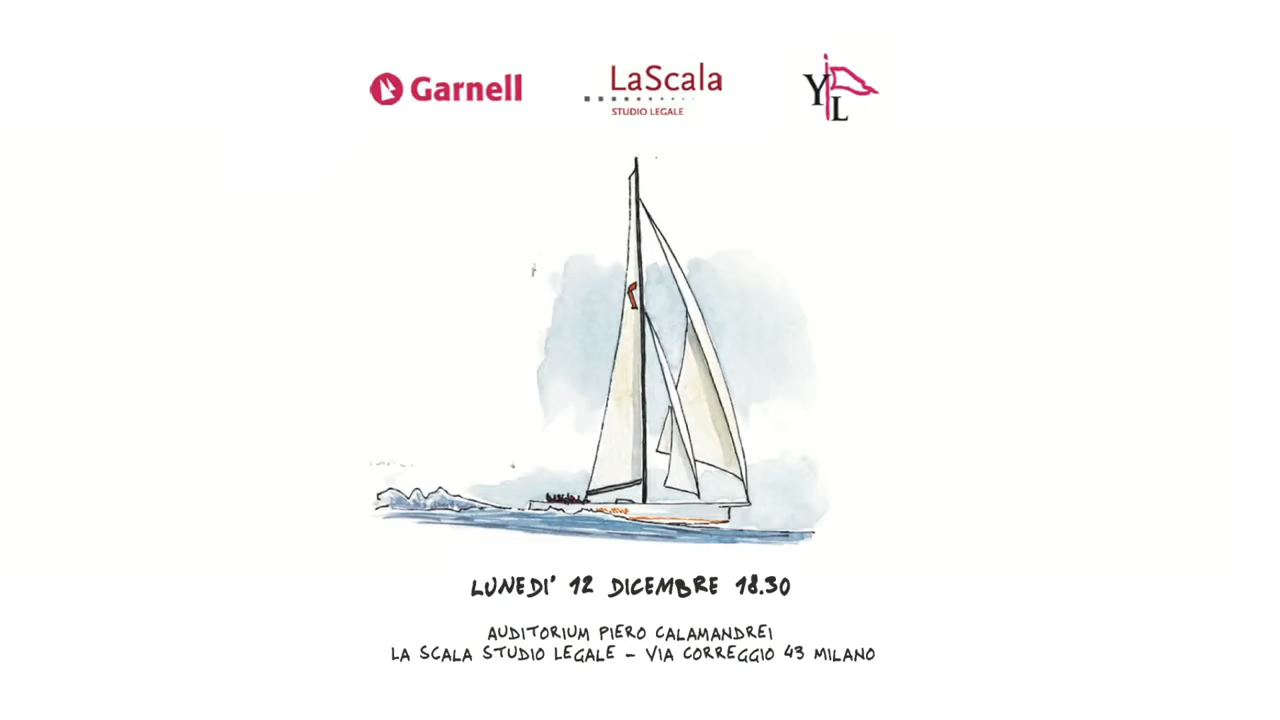 Garnell
LaScala
STUDIO LEGALE
YL
LUNEDI' 12 DICEMBRE 18.30
AUDITORIUM PIERO CALAMANDREI
LA SCALA STUDIO LEGALE – VIA CORREGGIO 43 MILANO